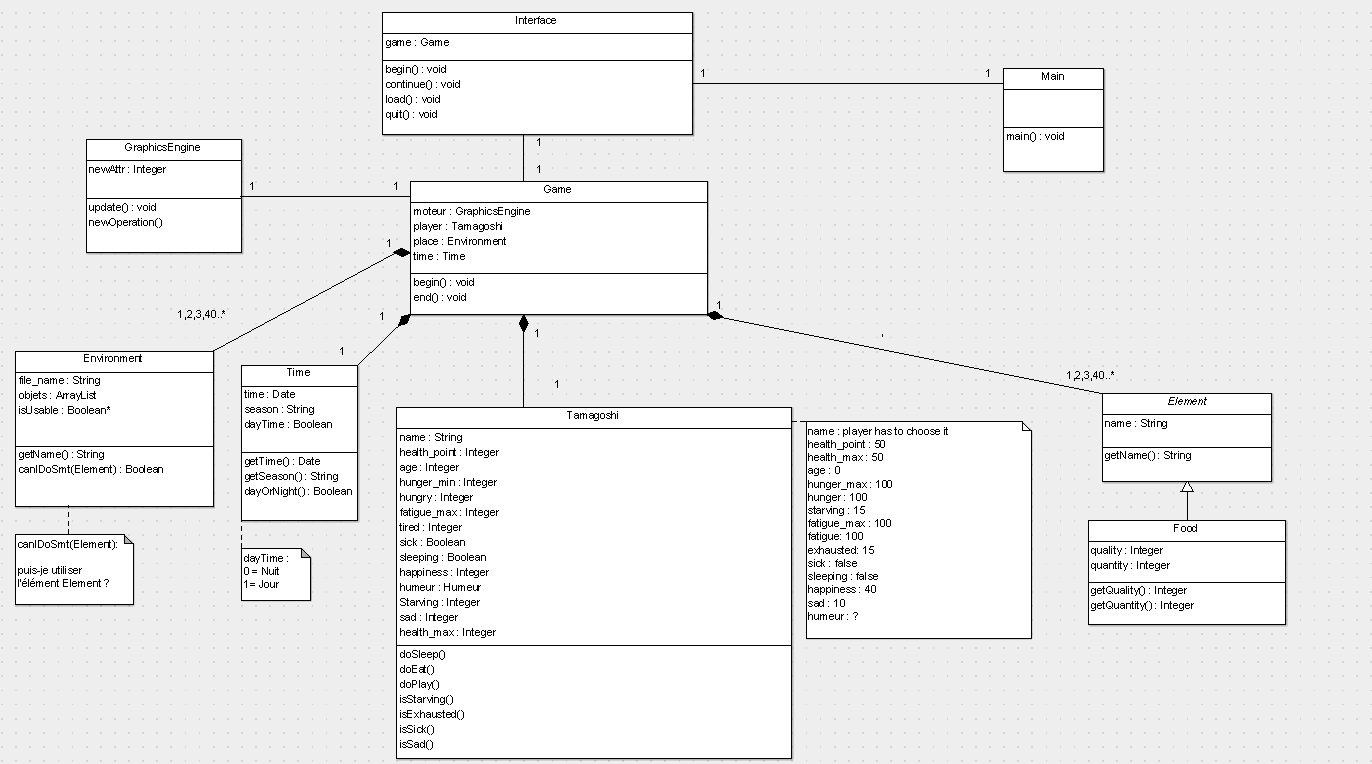 Interface
game : Game
begin() : void
continue() : void
load() : void
quit() : void
1
1
Main
main() : void
1
1
GraphicsEngine
newAttr : Integer
update() : void
newOperation()
1
1
Game
moteur : GraphicsEngine
player : Tamagoshi
place : Environment
time : Time
begin() : void
end() : void
1
1,2,3,40..*
1
1
1
1
1
1,2,3,40..*
Environment
file_name : String
objets : ArrayList
isUsable : Boolean*
getName() : String
canIDoSmt(Element) : Boolean
canIDoSmt(Element):
puis-je utiliser
l'élément Element ?
Time
time : Date
season : String
dayTime : Boolean
getTime() : Date
getSeason() : String
dayOrNight() : Boolean
dayTime :
0 = Nuit
1= Jour
Tamagoshi
name : String
health_point : Integer
age : Integer
hunger_min : Integer
hungry : Integer
fatigue_max : Integer
tired : Integer
sick : Boolean
sleeping : Boolean
happiness : Integer
humeur : Humeur
Starving : Integer
sad : Integer
health_max : Integer
doSleep()
doEat()
doPlay()
isStarving()
isExhausted()
isSick()
isSad()
name : player has to choose it
health_point : 50
health_max : 50
age : 0
hunger_max : 100
hunger : 100
starving : 15
fatigue_max : 100
fatigue: 100
exhausted: 15
sick : false
sleeping : false
happiness : 40
sad : 10
humeur : ?
Element
name : String
getName() : String
Food
quality : Integer
quantity : Integer
getQuality() : Integer
getQuantity() : Integer